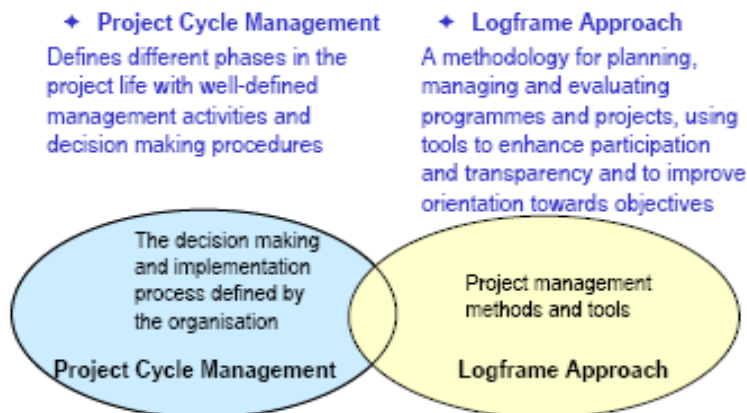 ✦ Project Cycle Management
Defines different phases in the
project life with well-defined
management activities and
decision making procedures
✦ Logframe Approach
A methodology for planning,
managing and evaluating
programmes and projects, using
tools to enhance participation
and transparency and to improve
orientation towards objectives
The decision making
and implementation
process defined by
the organisation
Project Cycle Management
Project management
methods and tools
Logframe Approach